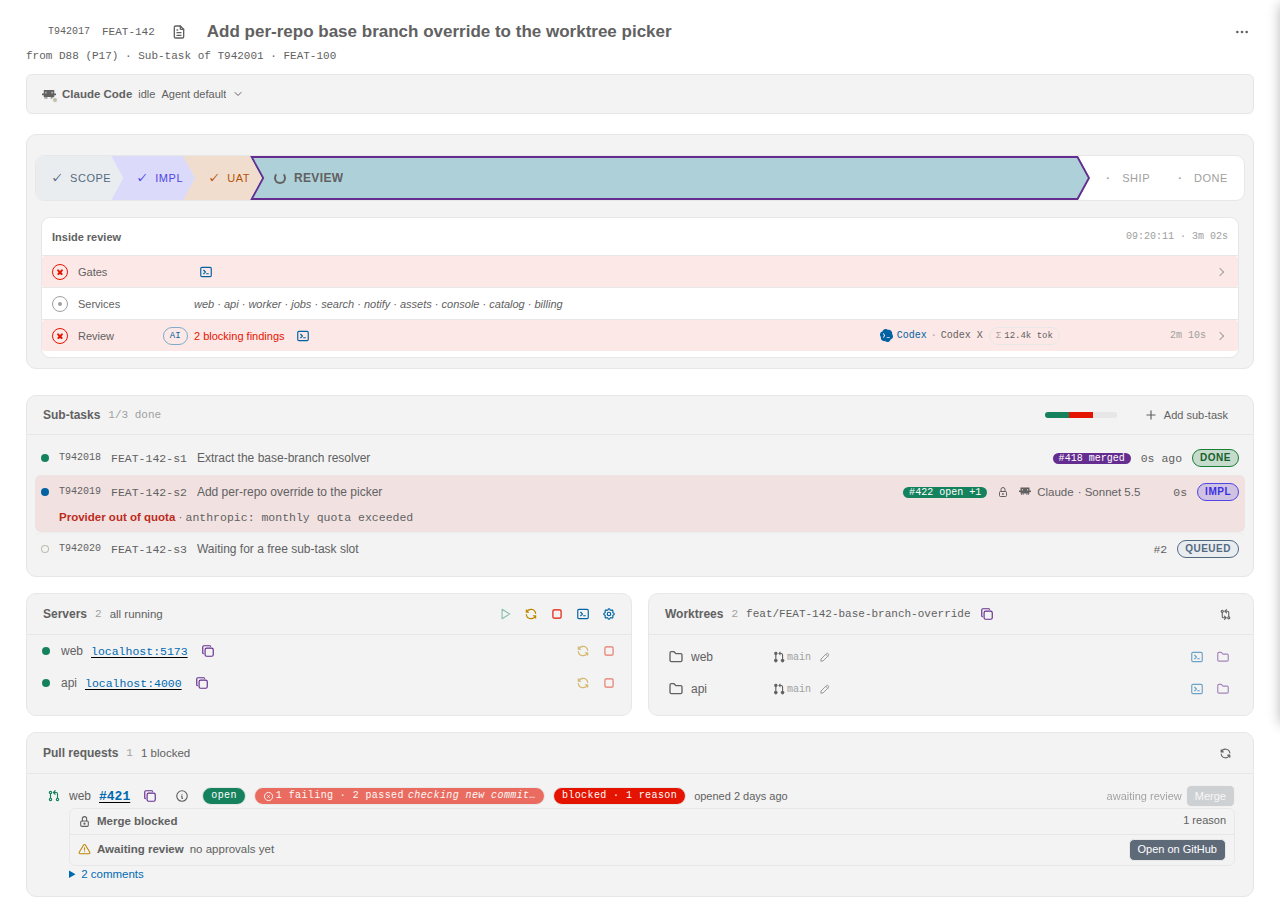 T942017 FEAT-142 Add per-repo base branch override to the worktree picker
from D88 (P17) · Sub-task of T942001 · FEAT-100
Claude Code idle Agent default
SCOPE IMPL UAT REVIEW · SHIP · DONE
Inside review 09:20:11 · 3m 02s
Gates
Services web · api · worker · jobs · search · notify · assets · console · catalog · billing
Review AI 2 blocking findings Codex · Codex X Σ 12.4k tok 2m 10s
Sub-tasks 1/3 done Add sub-task
T942018 FEAT-142-s1 Extract the base-branch resolver #418 merged 0s ago DONE
T942019 FEAT-142-s2 Add per-repo override to the picker #422 open +1 Claude · Sonnet 5.5 0s IMPL
Provider out of quota · anthropic: monthly quota exceeded
T942020 FEAT-142-s3 Waiting for a free sub-task slot #2 QUEUED
Servers 2 all running
web localhost:5173
api localhost:4000
Worktrees 2 feat/FEAT-142-base-branch-override
web main
api main
Pull requests 1 1 blocked
web #421 open 1 failing · 2 passed checking new commit… blocked · 1 reason opened 2 days ago awaiting review Merge
Merge blocked 1 reason
Awaiting review no approvals yet Open on GitHub
2 comments